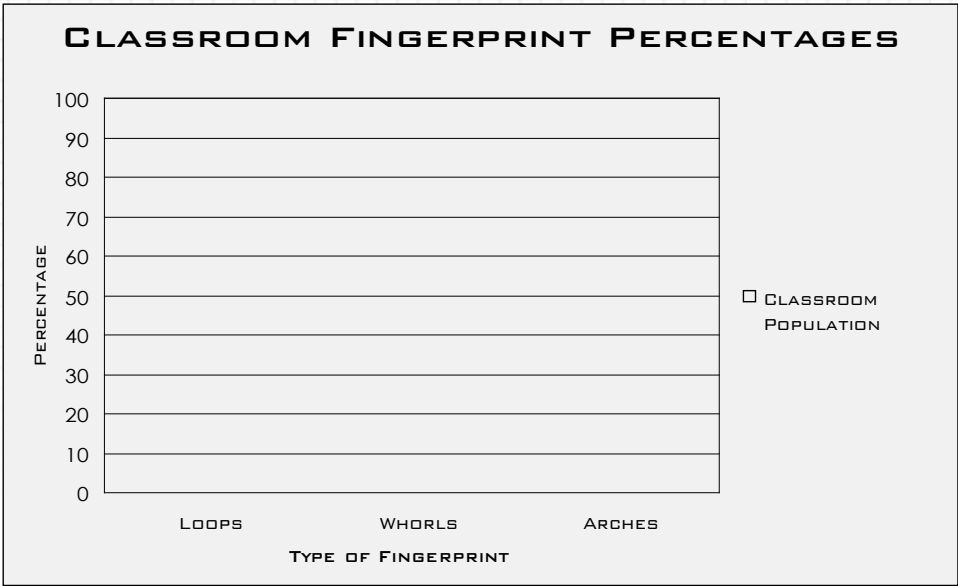 Classroom Fingerprint Percentages
100
90
80
70
60
50
40
30
20
10
0
Percentage
Loops Whorls Arches
Type of Fingerprint
Classroom
Population